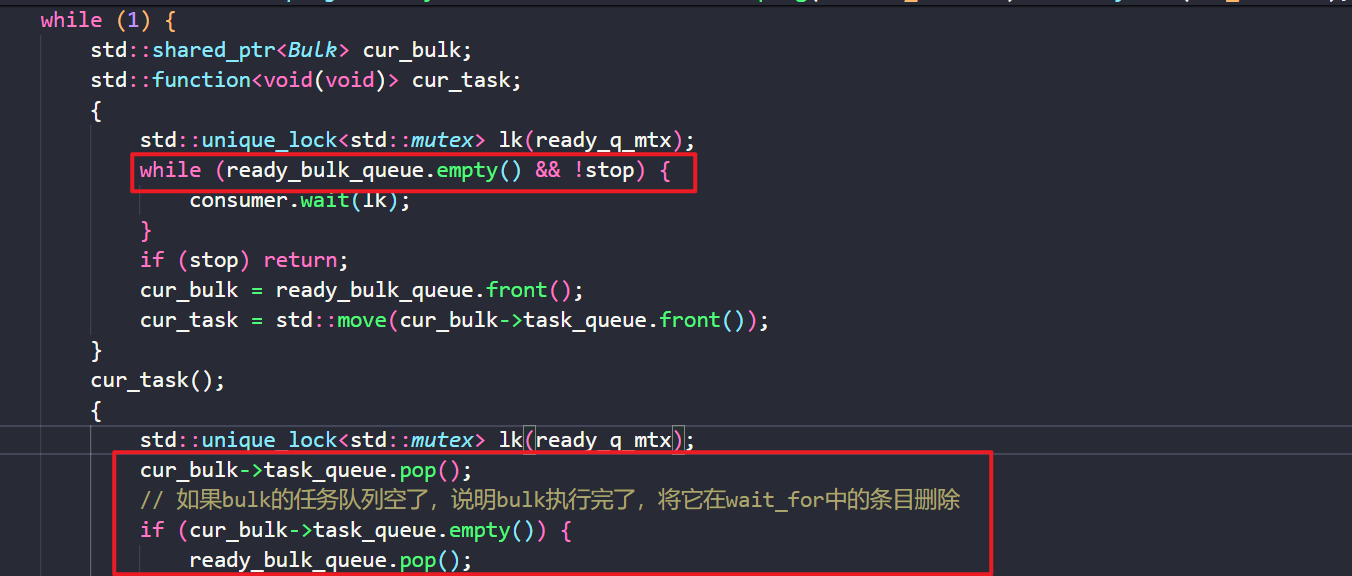 while (1) {
std::shared_ptr<Bulk> cur_bulk;
std::function<void(void)> cur_task;
{
std::unique_lock<std::mutex> lk(ready_q_mtx);
while (ready_bulk_queue.empty() && !stop) {
consumer.wait(lk);
}
if (stop) return;
cur_bulk = ready_bulk_queue.front();
cur_task = std::move(cur_bulk->task_queue.front());
}
cur_task();
{
std::unique_lock<std::mutex> lk(ready_q_mtx);
cur_bulk->task_queue.pop();
// 如果bulk的任务队列空了，说明bulk执行完了，将它在wait_for中的条目删除
if (cur_bulk->task_queue.empty()) {
ready_bulk_queue.pop();